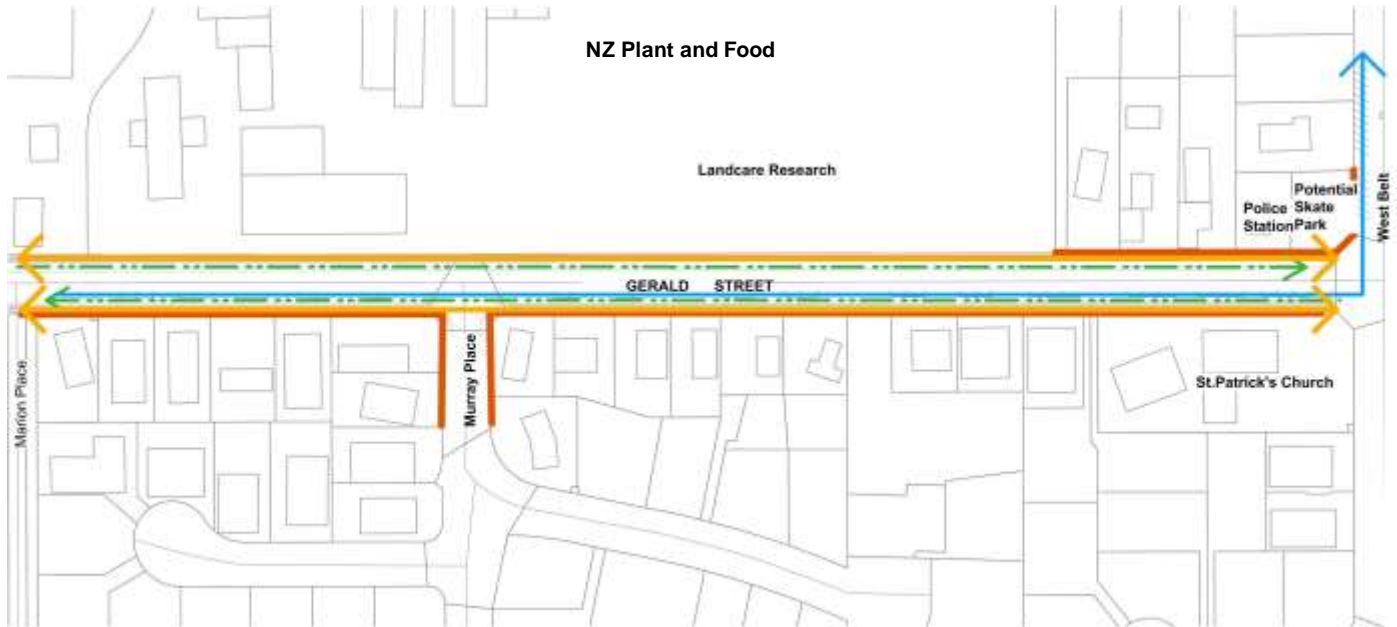 NZ Plant and Food
Landcare Research
Police
Station
Potential
Skate
Park
West Belt
GERALD STREET
Marion Place
Murray Place
St.Patrick's Church